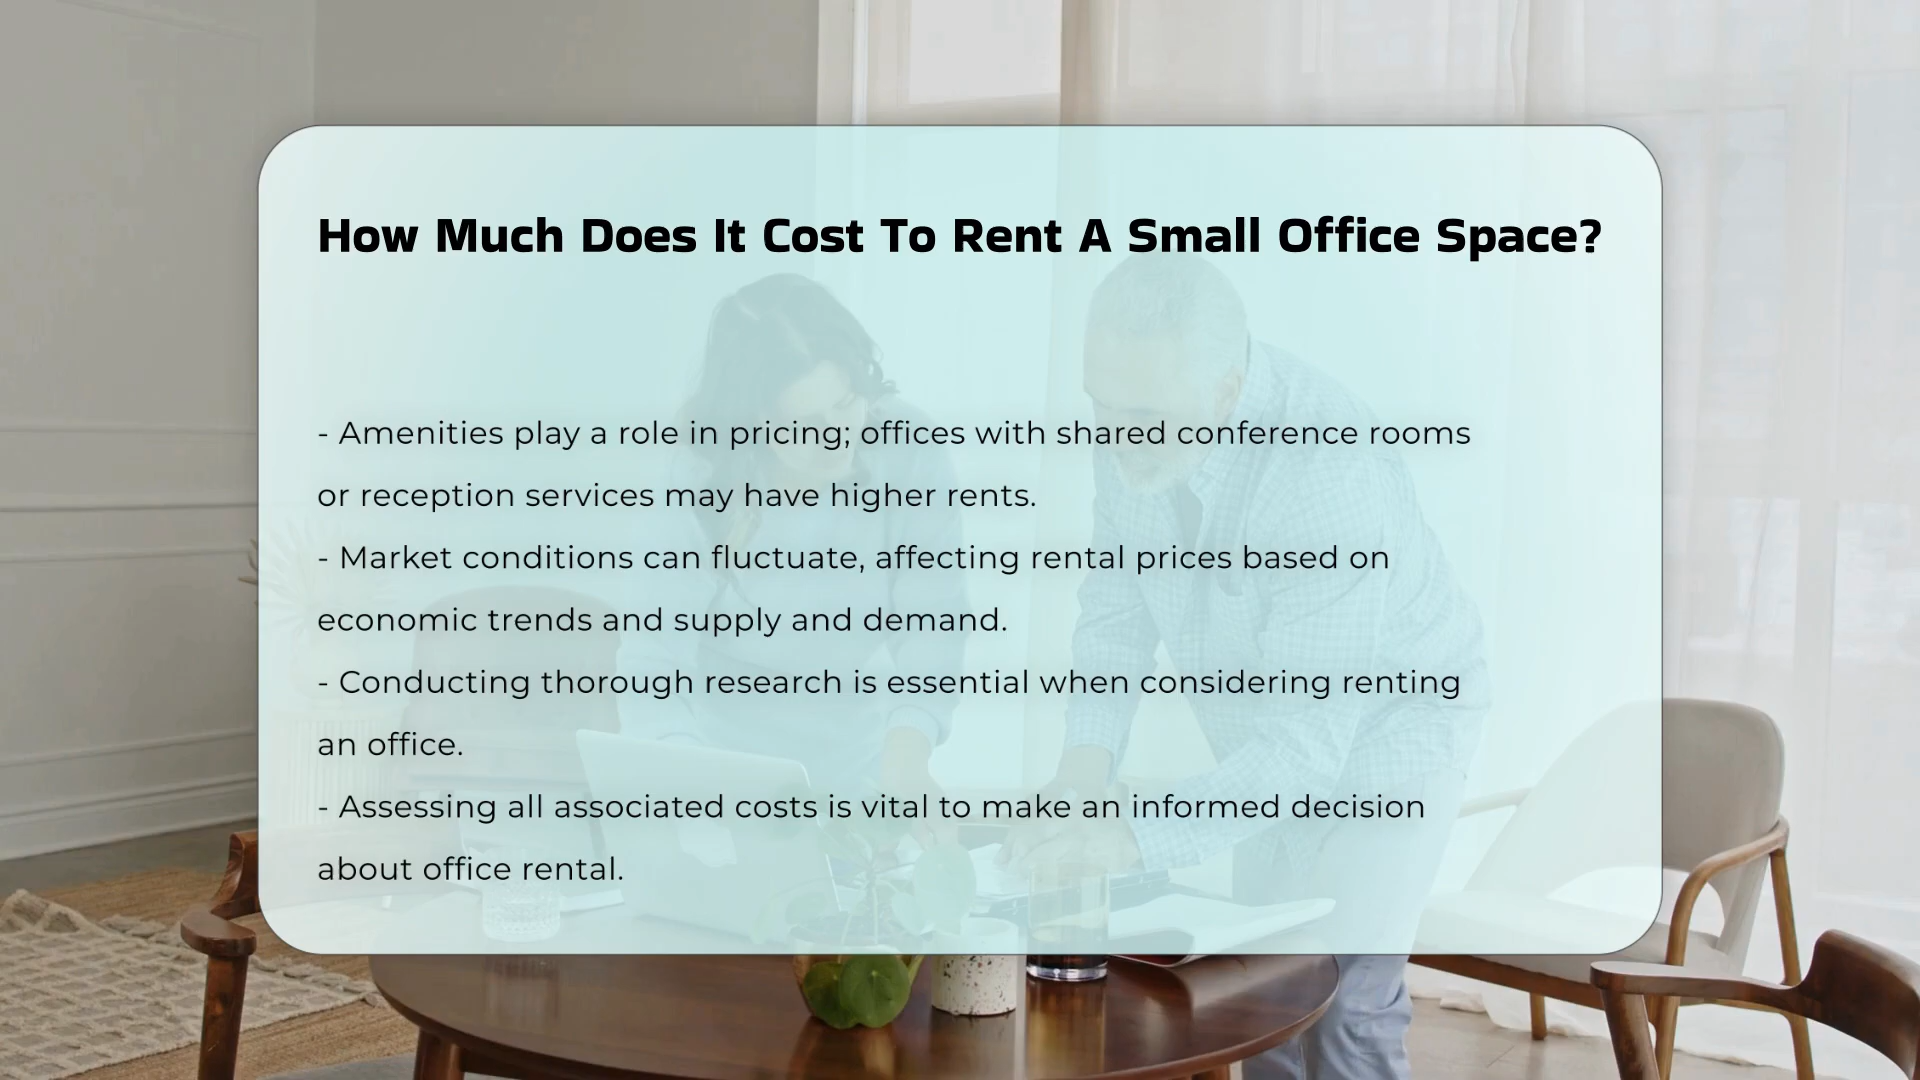 How Much Does It Cost To Rent A Small Office Space?
- Amenities play a role in pricing; offices with shared conference rooms
or reception services may have higher rents.
- Market conditions can fluctuate, affecting rental prices based on
economic trends and supply and demand.
- Conducting thorough research is essential when considering renting
an office.
- Assessing all associated costs is vital to make an informed decision
about office rental.